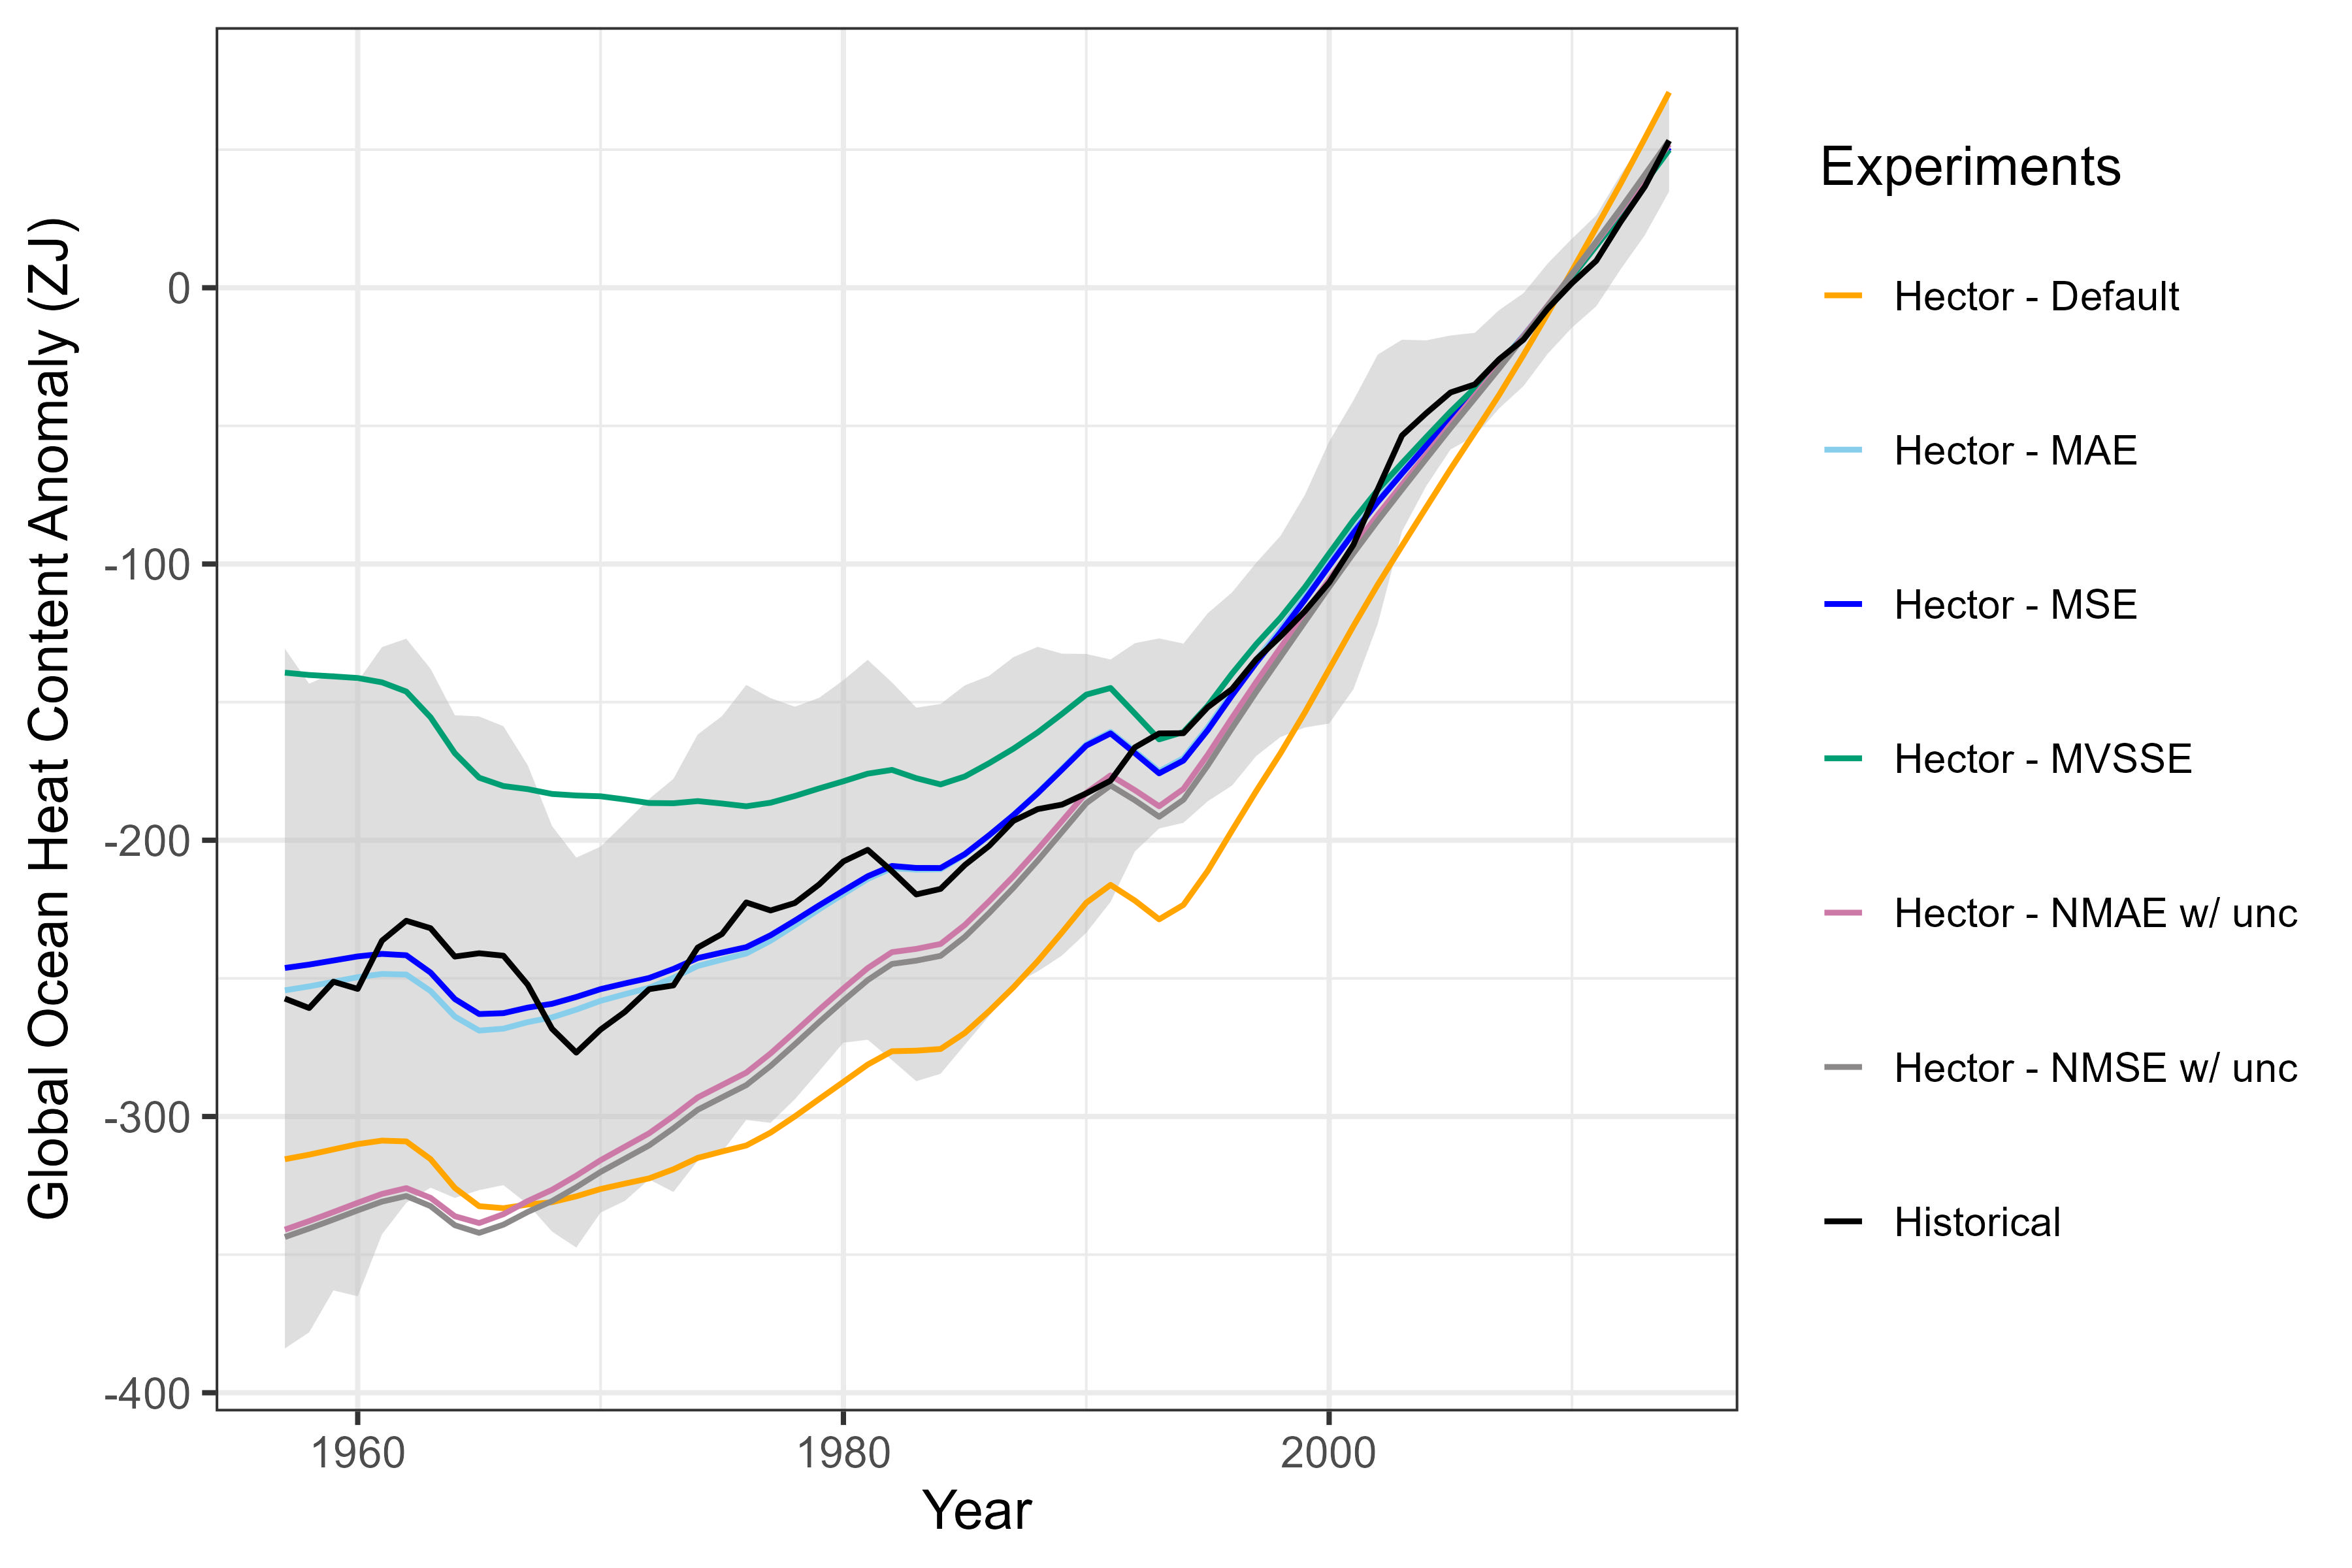 Global Ocean Heat Content Anomaly (ZJ)
0
-100
-200
-300
-400
1960
1980
2000
Year
Experiments
Hector - Default
Hector - MAE
Hector - MSE
Hector - MVSSE
Hector - NMAE w/ unc
Hector - NMSE w/ unc
Historical